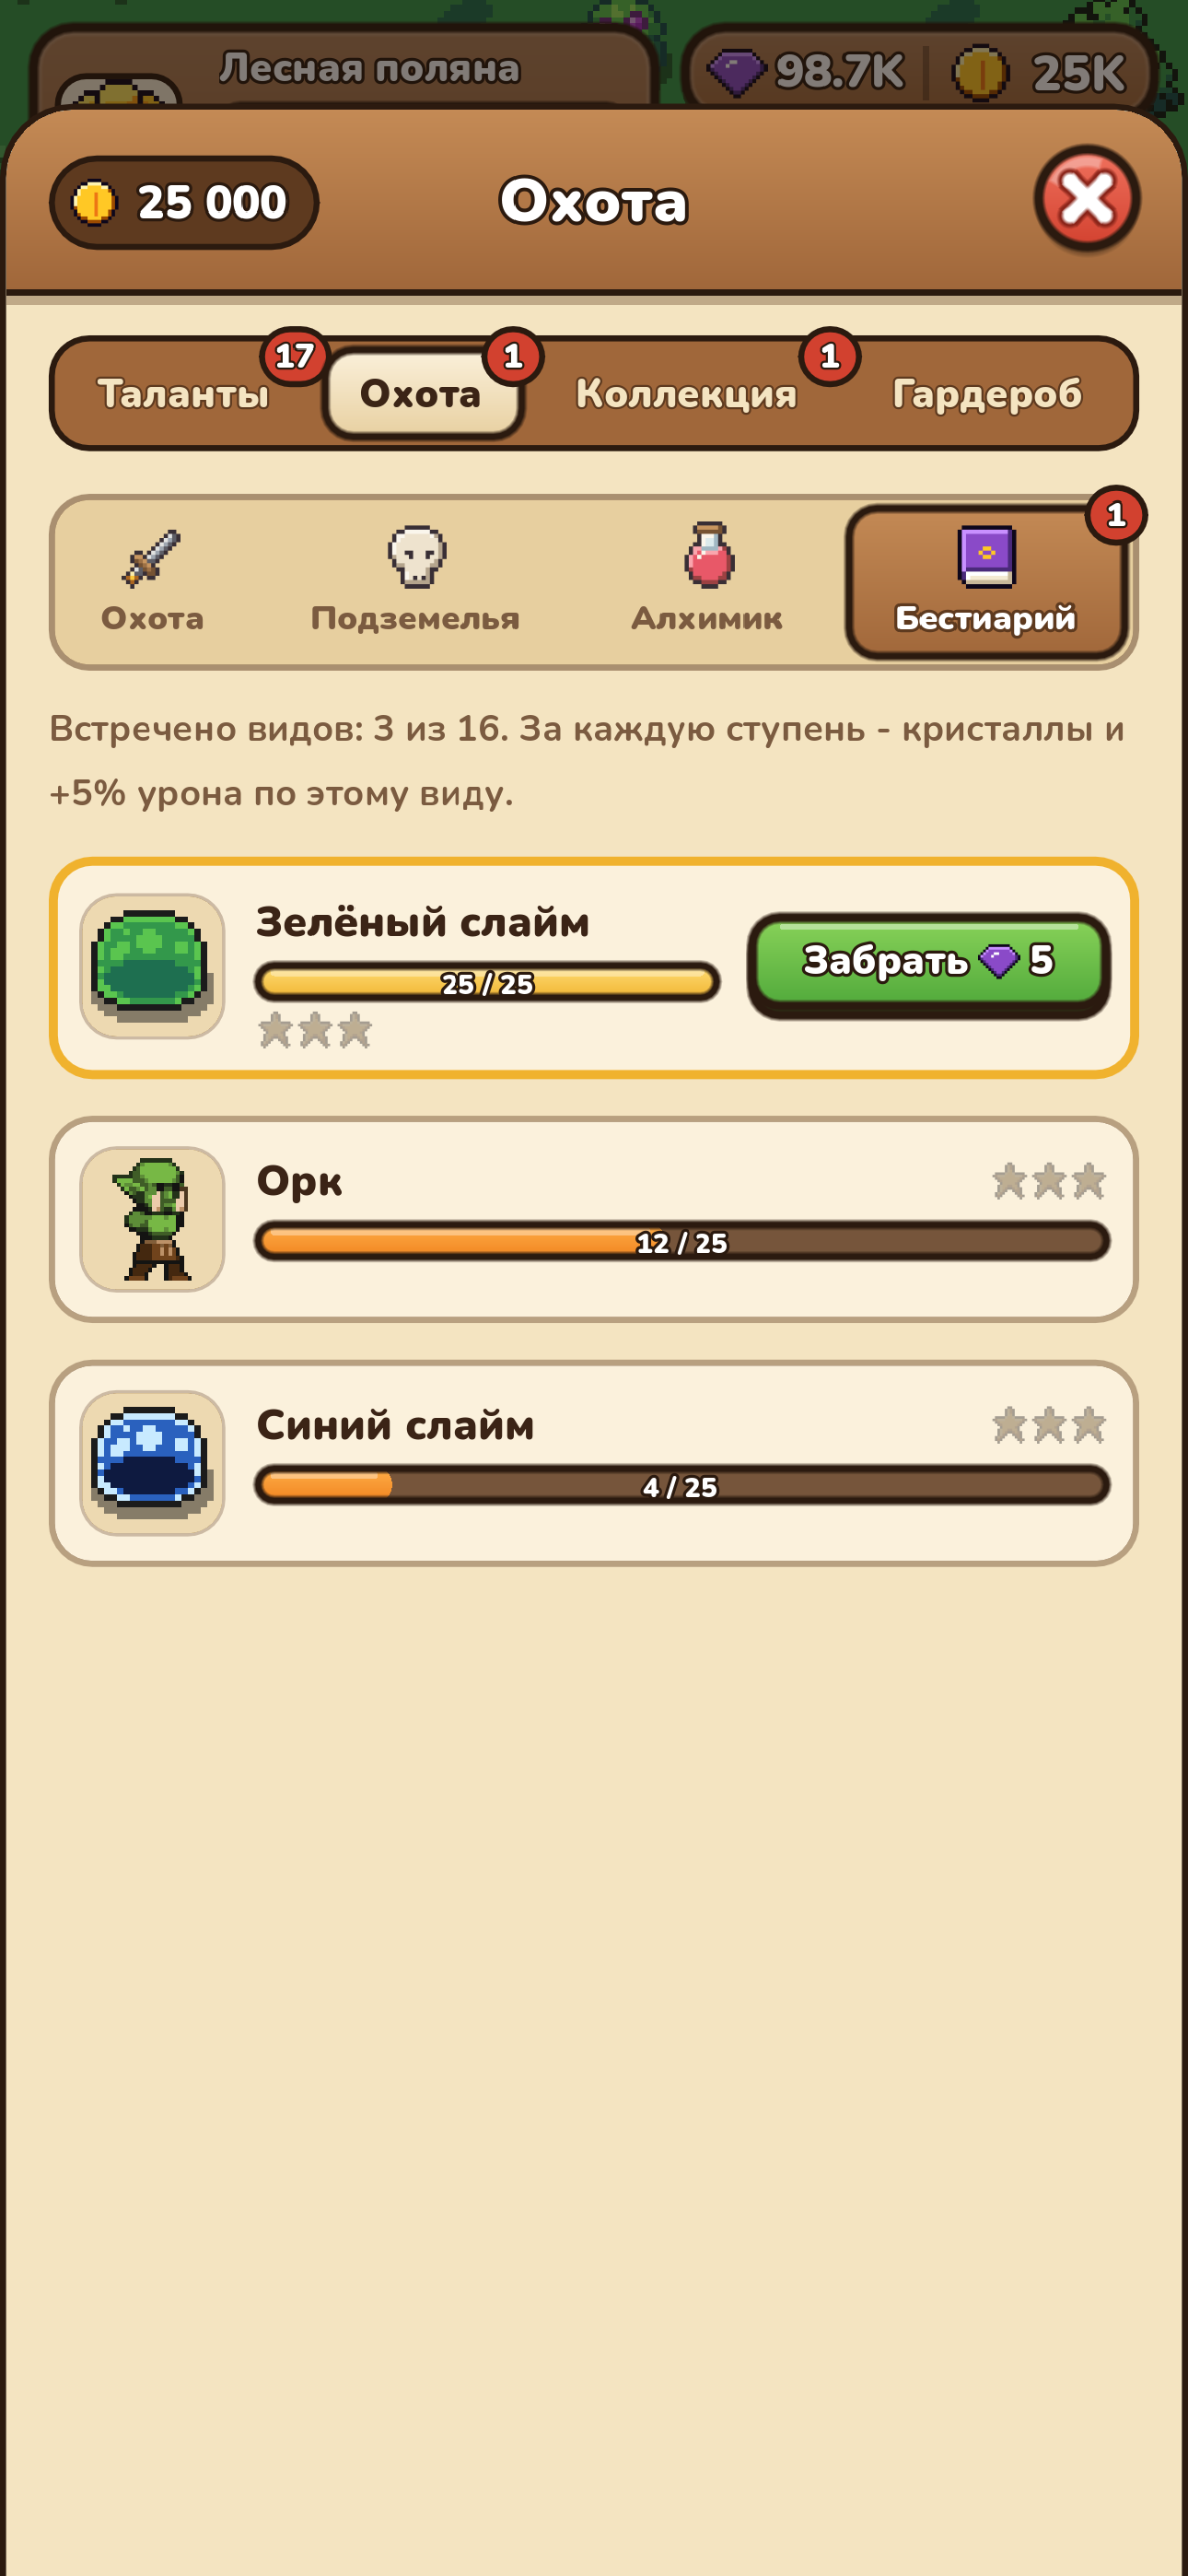 Лесная поляна
98.7K
25K
25 000
Охота
17
1
1
Таланты
Охота
Коллекция
Гардероб
1
Охота
Подземелья
Алхимик
Бестиарий
Встречено видов: 3 из 16. За каждую ступень - кристаллы и
+5% урона по этому виду.
Зелёный слайм
25 / 25
Забрать 5
Орк
12 / 25
Синий слайм
4 / 25